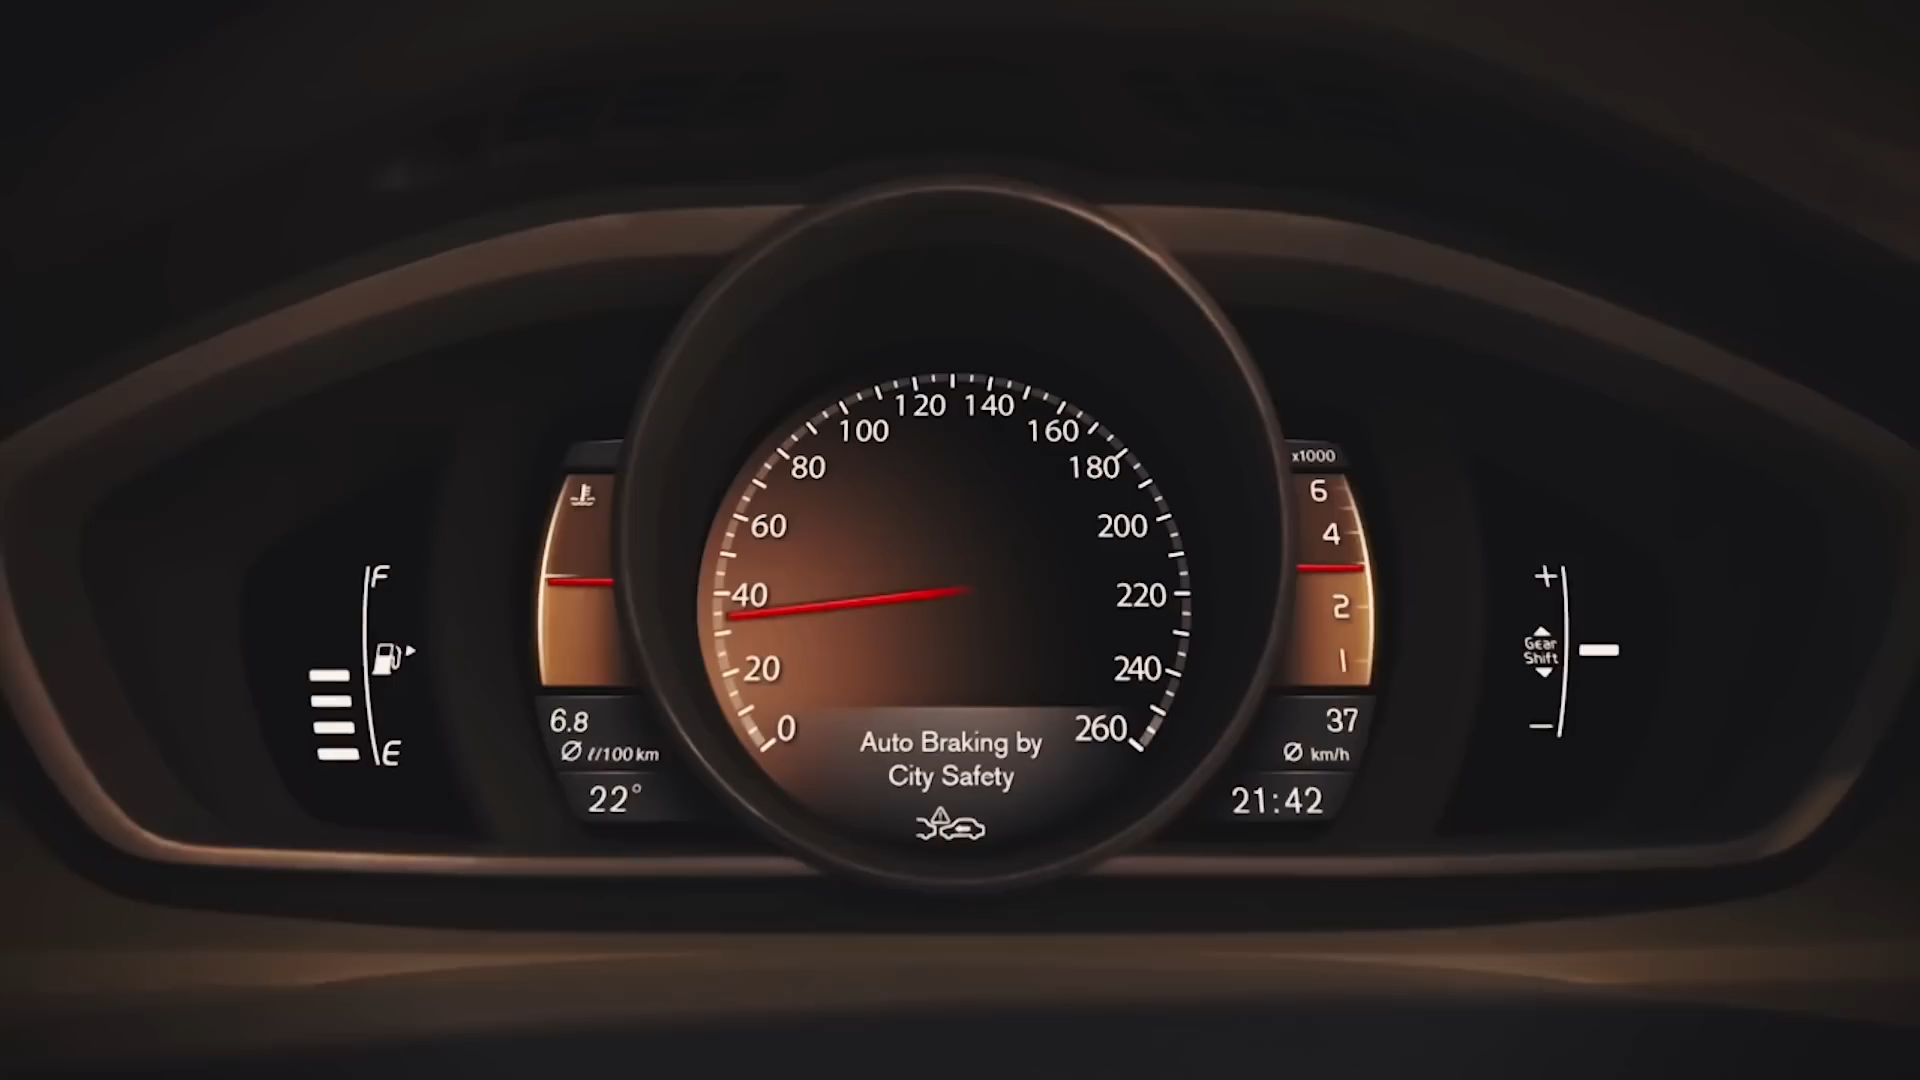 F
E
6.8
Ø ℓ/100 km
22°
0
20
40
60
80
100
120
140
160
180
200
220
240
260
Auto Braking by
City Safety
x1000
6
4
2
1
37
Ø km/h
21:42
+
Gear
Shift
−